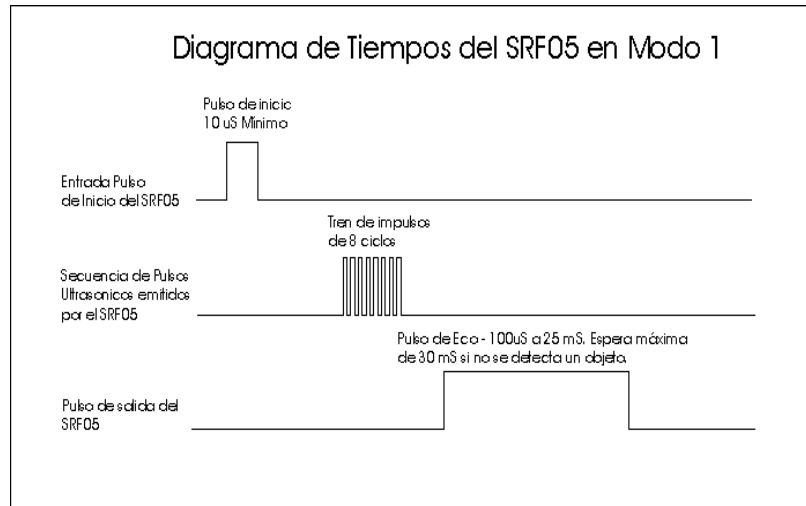 Diagrama de Tiempos del SRF05 en Modo 1
Pulso de inicio
10 uS Mínimo
Entrada Pulso
de Inicio del SRF05
Tren de impulsos
de 8 ciclos
Secuencia de Pulsos
Ultrasonicos emitidos
por el SRF05
Pulso de Eco - 100uS a 25 mS. Espera máxima
de 30 mS si no se detecta un objeto.
Pulso de salida del
SRF05